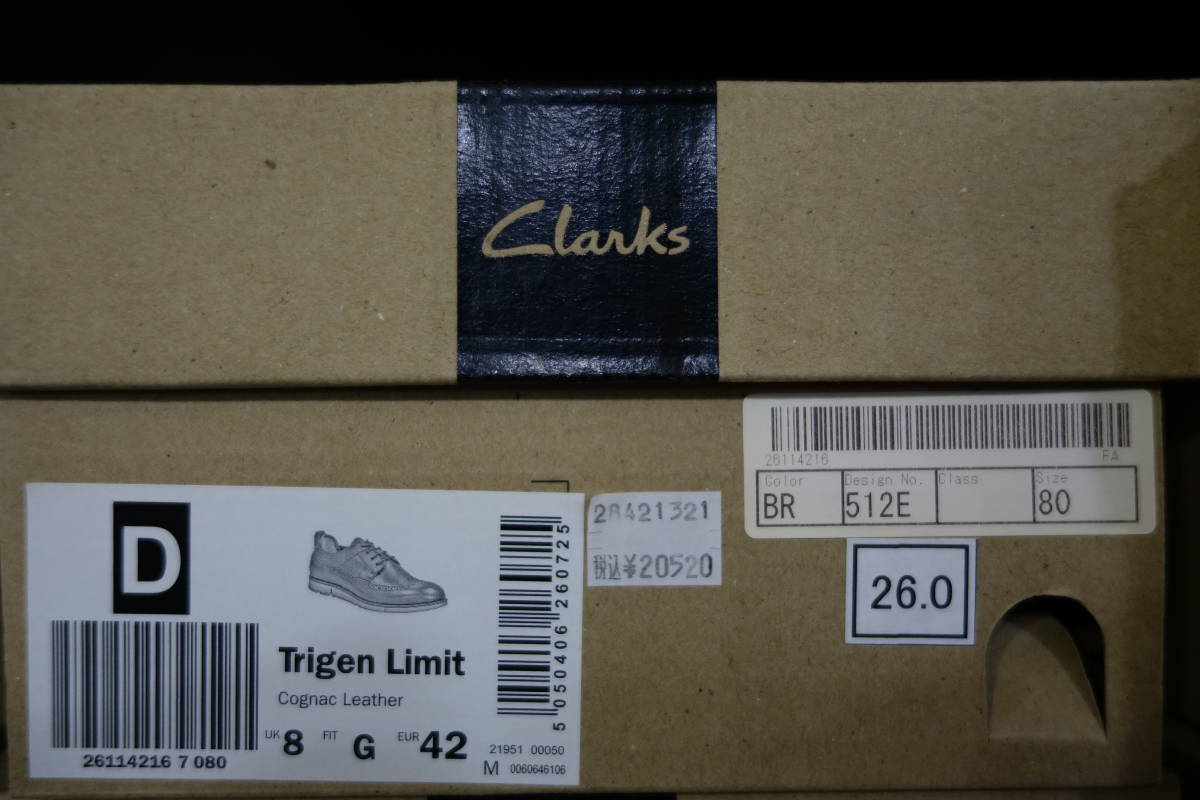 Clarks
26114216 FA
Color Design No. Class Size
BR 512E 80
D
28421321
税込¥20520
26.0
5 050406 260725
Trigen Limit
Cognac Leather
UK 8 FIT G EUR 42
26114216 7 080
21951 00050
M 0060646106